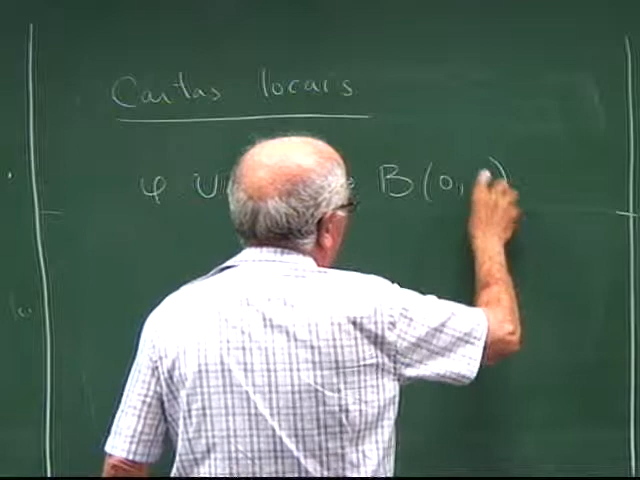 Cartas locais
φ U B(0, )